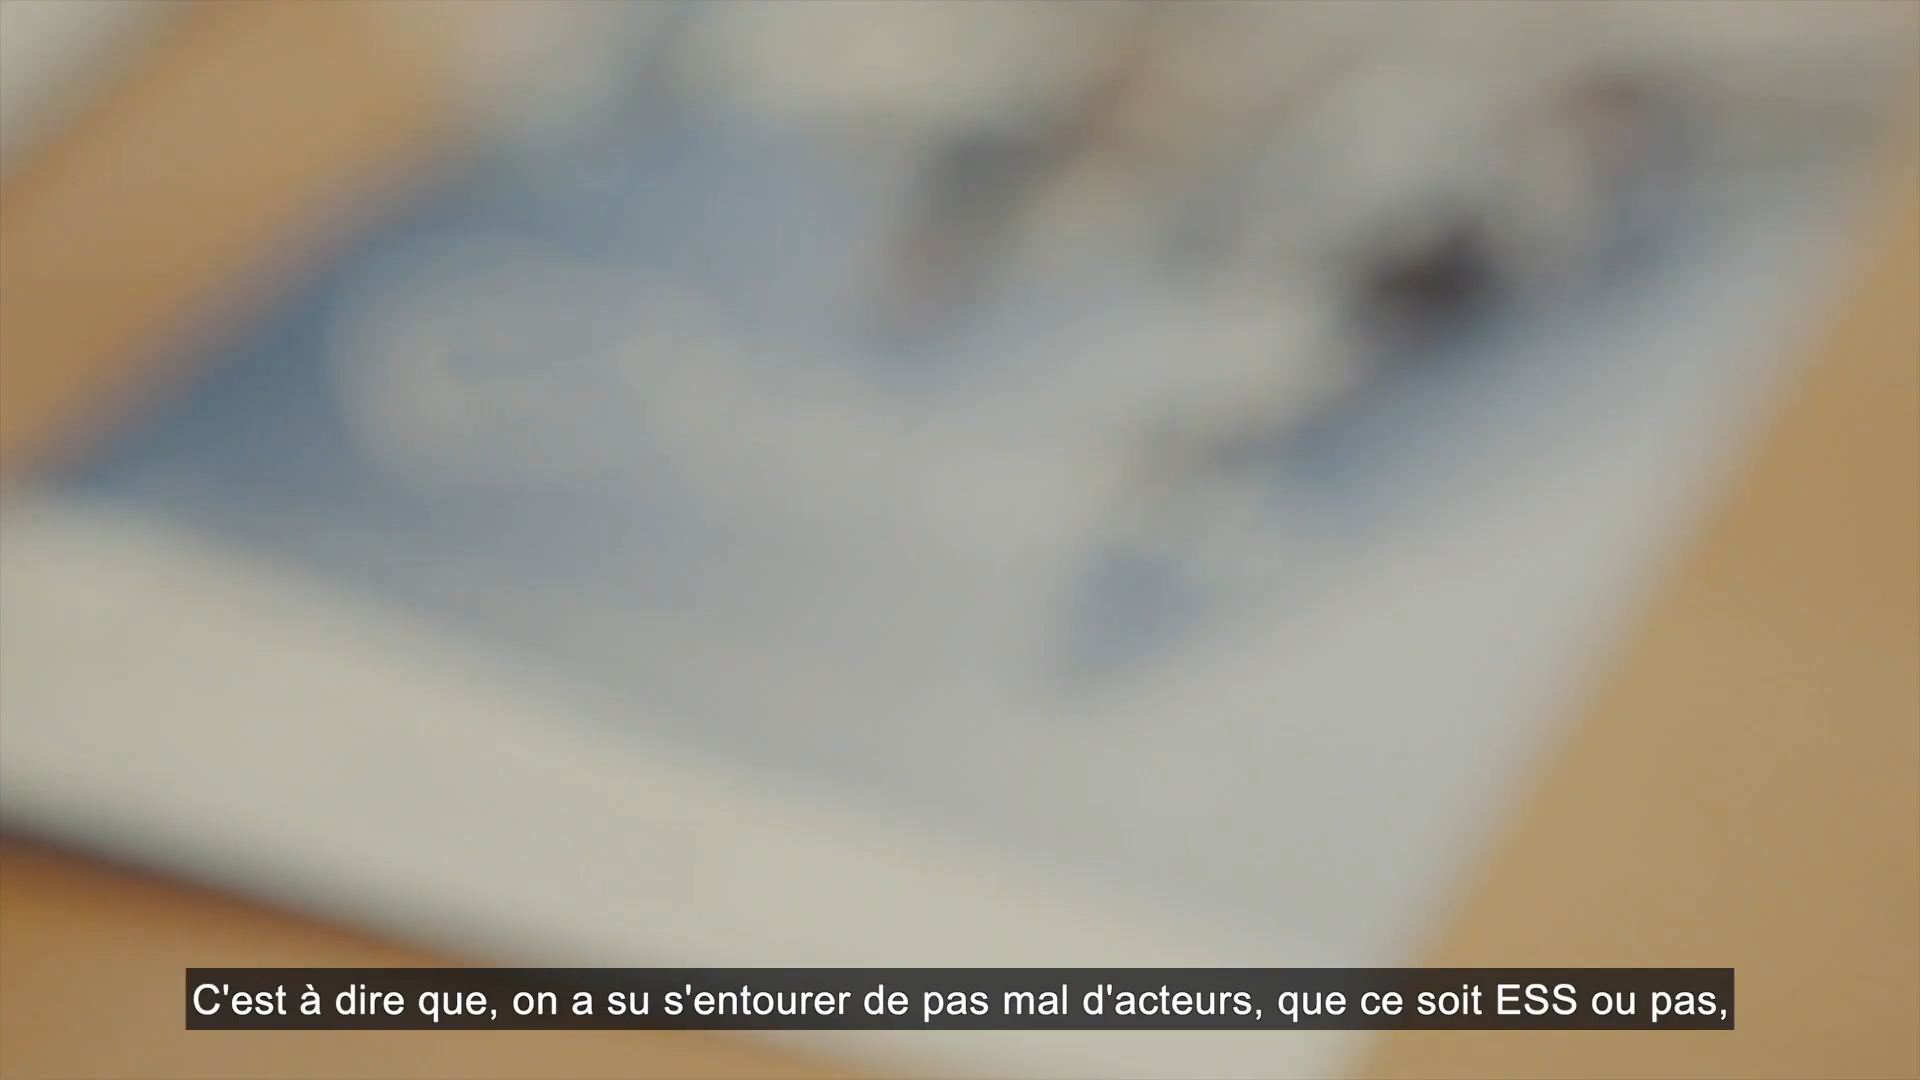 C'est à dire que, on a su s'entourer de pas mal d'acteurs, que ce soit ESS ou pas,